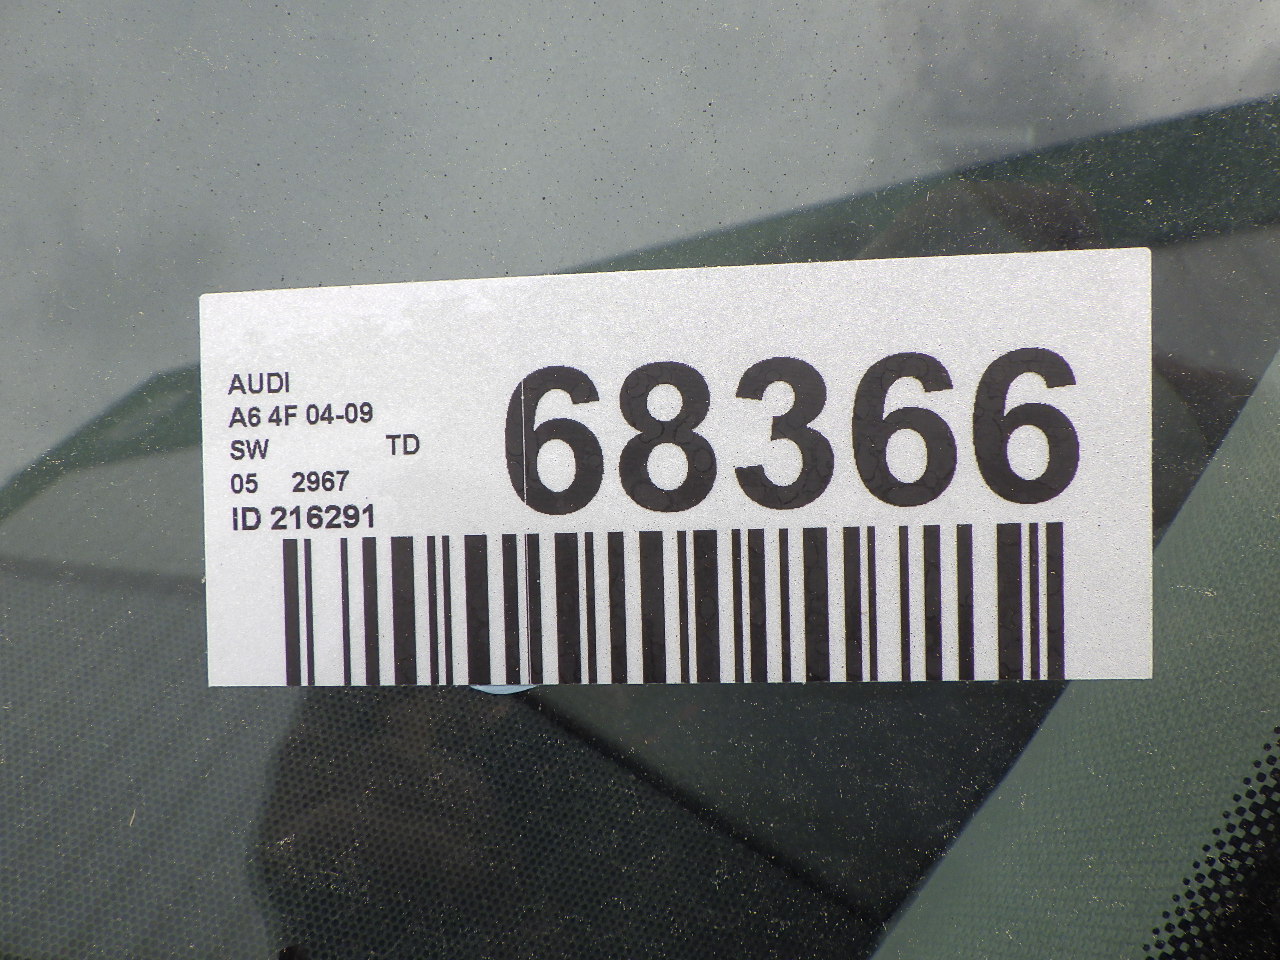 AUDI
A6 4F 04-09
SW TD
05 2967
ID 216291
68366